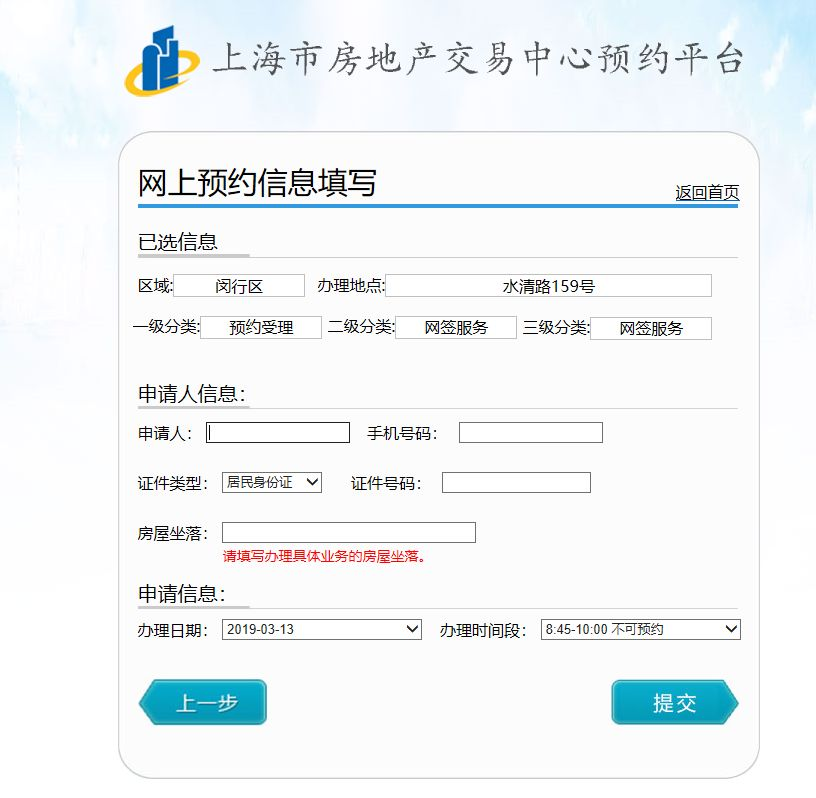 上海市房地产交易中心预约平台
网上预约信息填写
返回首页
已选信息
区域: 闵行区 办理地点: 水清路159号
一级分类: 预约受理 二级分类: 网签服务 三级分类: 网签服务
申请人信息：
申请人： 手机号码：
证件类型： 居民身份证 证件号码：
房屋坐落：
请填写办理具体业务的房屋坐落。
申请信息：
办理日期： 2019-03-13 办理时间段： 8:45-10:00 不可预约
上一步 提交